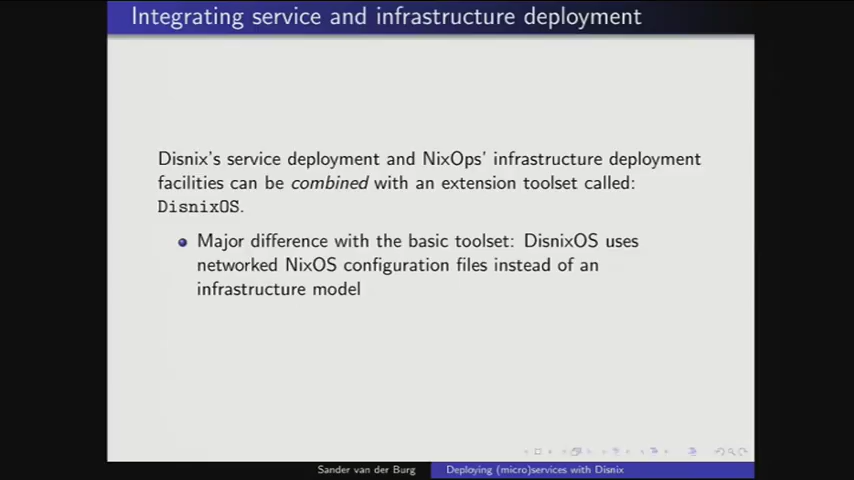 Integrating service and infrastructure deployment
Disnix's service deployment and NixOps' infrastructure deployment
facilities can be combined with an extension toolset called:
DisnixOS.
Major difference with the basic toolset: DisnixOS uses
networked NixOS configuration files instead of an
infrastructure model
Sander van der Burg
Deploying (micro)services with Disnix